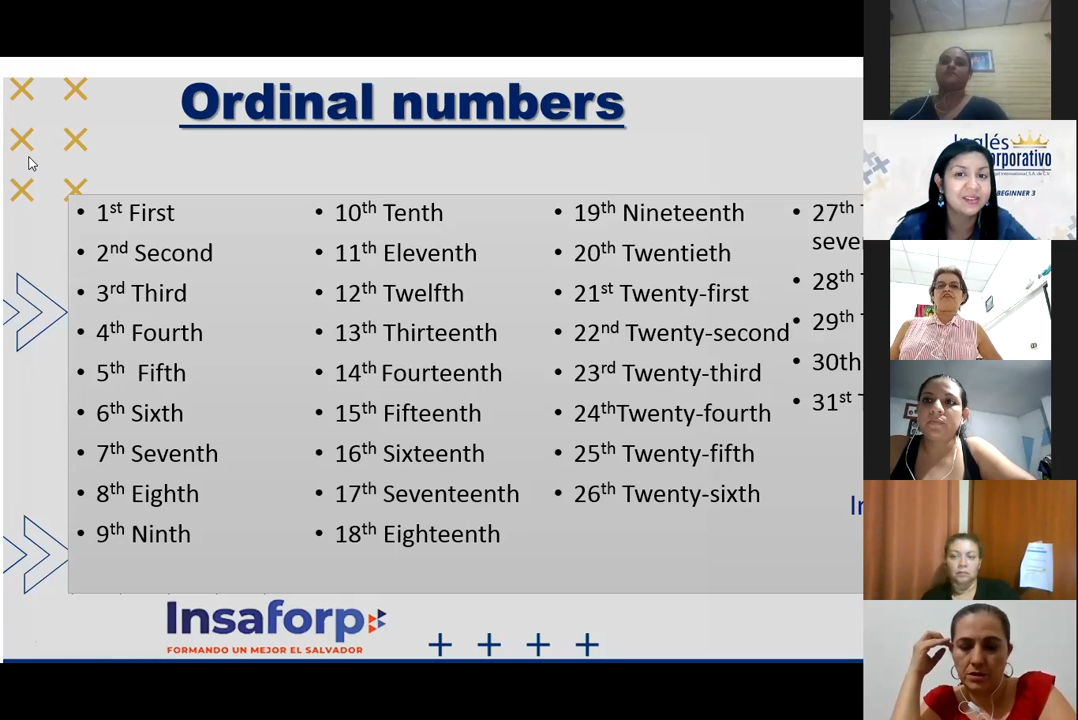 Ordinal numbers
• 1st First
• 2nd Second
• 3rd Third
• 4th Fourth
• 5th Fifth
• 6th Sixth
• 7th Seventh
• 8th Eighth
• 9th Ninth
• 10th Tenth
• 11th Eleventh
• 12th Twelfth
• 13th Thirteenth
• 14th Fourteenth
• 15th Fifteenth
• 16th Sixteenth
• 17th Seventeenth
• 18th Eighteenth
• 19th Nineteenth
• 20th Twentieth
• 21st Twenty-first
• 22nd Twenty-second
• 23rd Twenty-third
• 24thTwenty-fourth
• 25th Twenty-fifth
• 26th Twenty-sixth
• 27th
seve
• 28th
• 29th
• 30th
• 31st
Insaforp
FORMANDO UN MEJOR EL SALVADOR
Inglés
BEGINNER 3